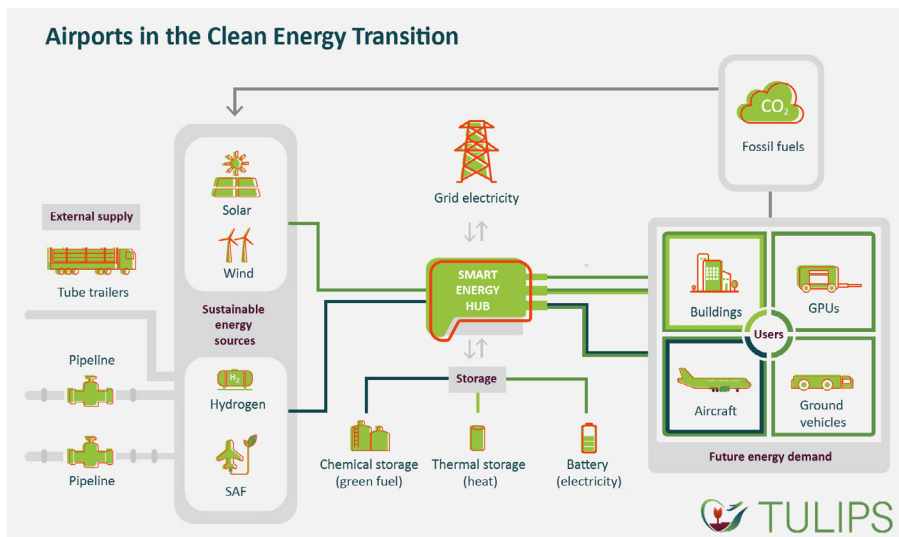 Airports in the Clean Energy Transition
CO2
Fossil fuels
Grid electricity
Solar
Wind
External supply
Tube trailers
Sustainable
energy
sources
Pipeline
Pipeline
H2
Hydrogen
SAF
SMART
ENERGY
HUB
Storage
Chemical storage
(green fuel)
Thermal storage
(heat)
Battery
(electricity)
Buildings
GPUs
Users
Aircraft
Ground
vehicles
Future energy demand
TULIPS